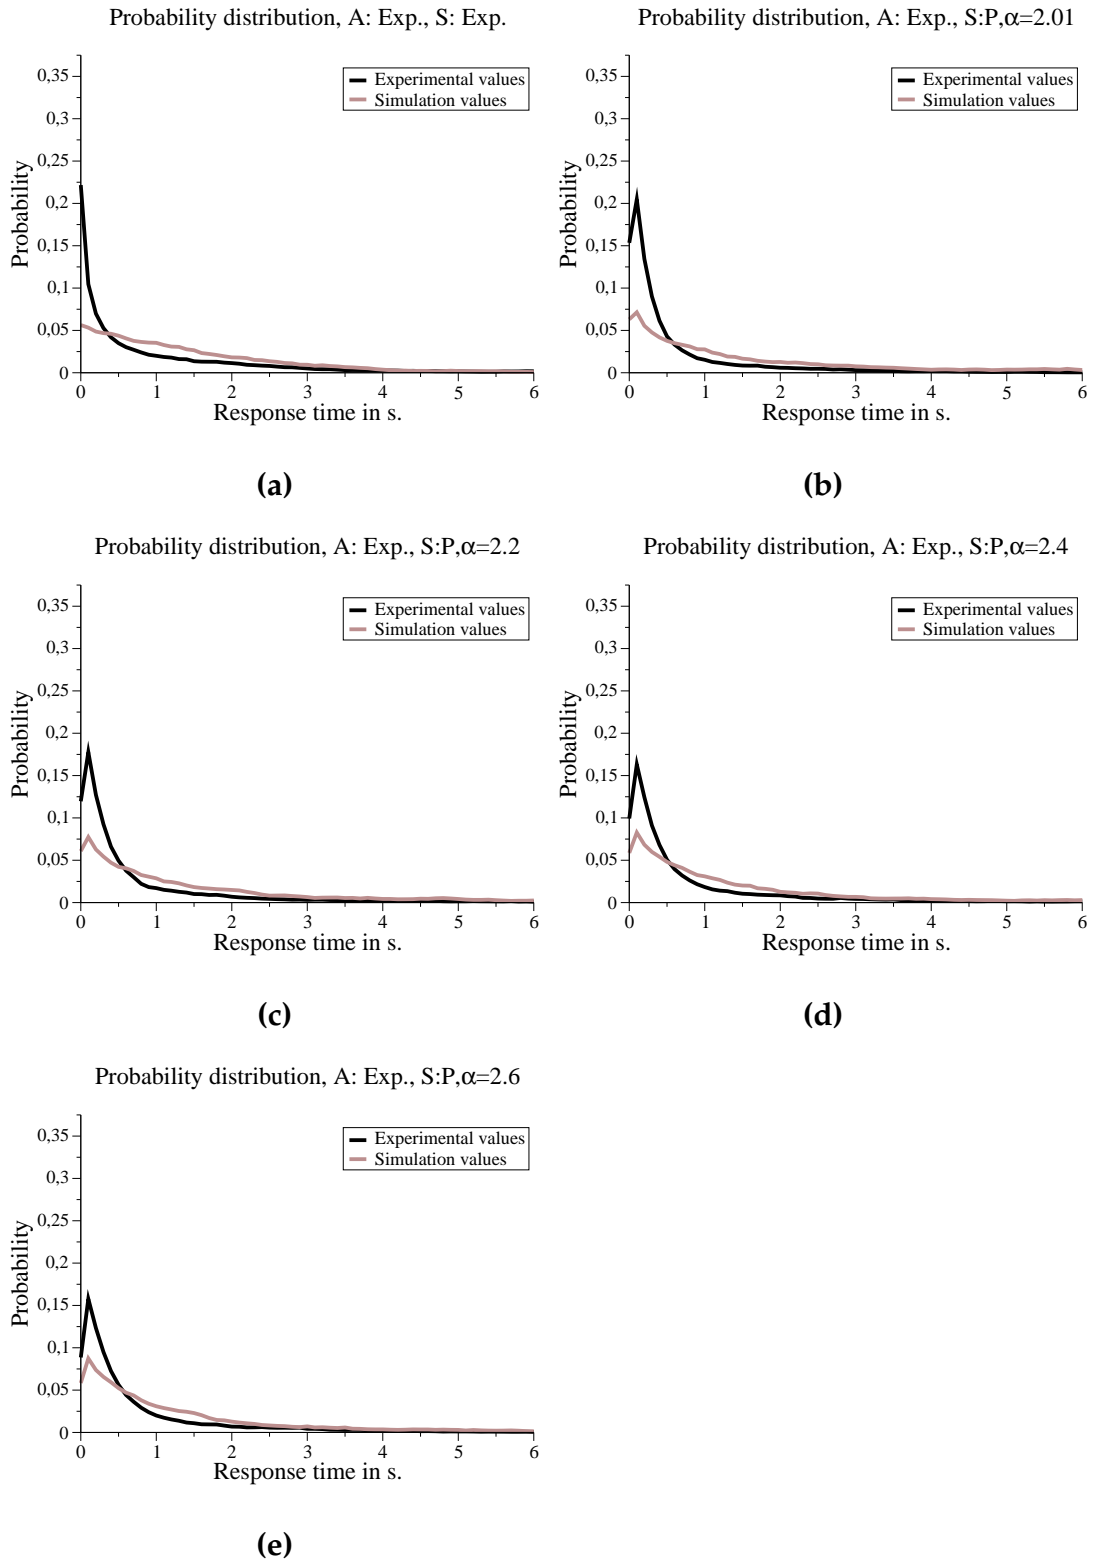 Probability distribution, A: Exp., S: Exp.
Probability
0,35
0,3
0,25
0,2
0,15
0,1
0,05
0
Experimental values
Simulation values
0 1 2 3 4 5 6
Response time in s.
(a)
Probability distribution, A: Exp., S:P,α=2.01
Probability
0,35
0,3
0,25
0,2
0,15
0,1
0,05
0
Experimental values
Simulation values
0 1 2 3 4 5 6
Response time in s.
(b)
Probability distribution, A: Exp., S:P,α=2.2
Probability
0,35
0,3
0,25
0,2
0,15
0,1
0,05
0
Experimental values
Simulation values
0 1 2 3 4 5 6
Response time in s.
(c)
Probability distribution, A: Exp., S:P,α=2.4
Probability
0,35
0,3
0,25
0,2
0,15
0,1
0,05
0
Experimental values
Simulation values
0 1 2 3 4 5 6
Response time in s.
(d)
Probability distribution, A: Exp., S:P,α=2.6
Probability
0,35
0,3
0,25
0,2
0,15
0,1
0,05
0
Experimental values
Simulation values
0 1 2 3 4 5 6
Response time in s.
(e)